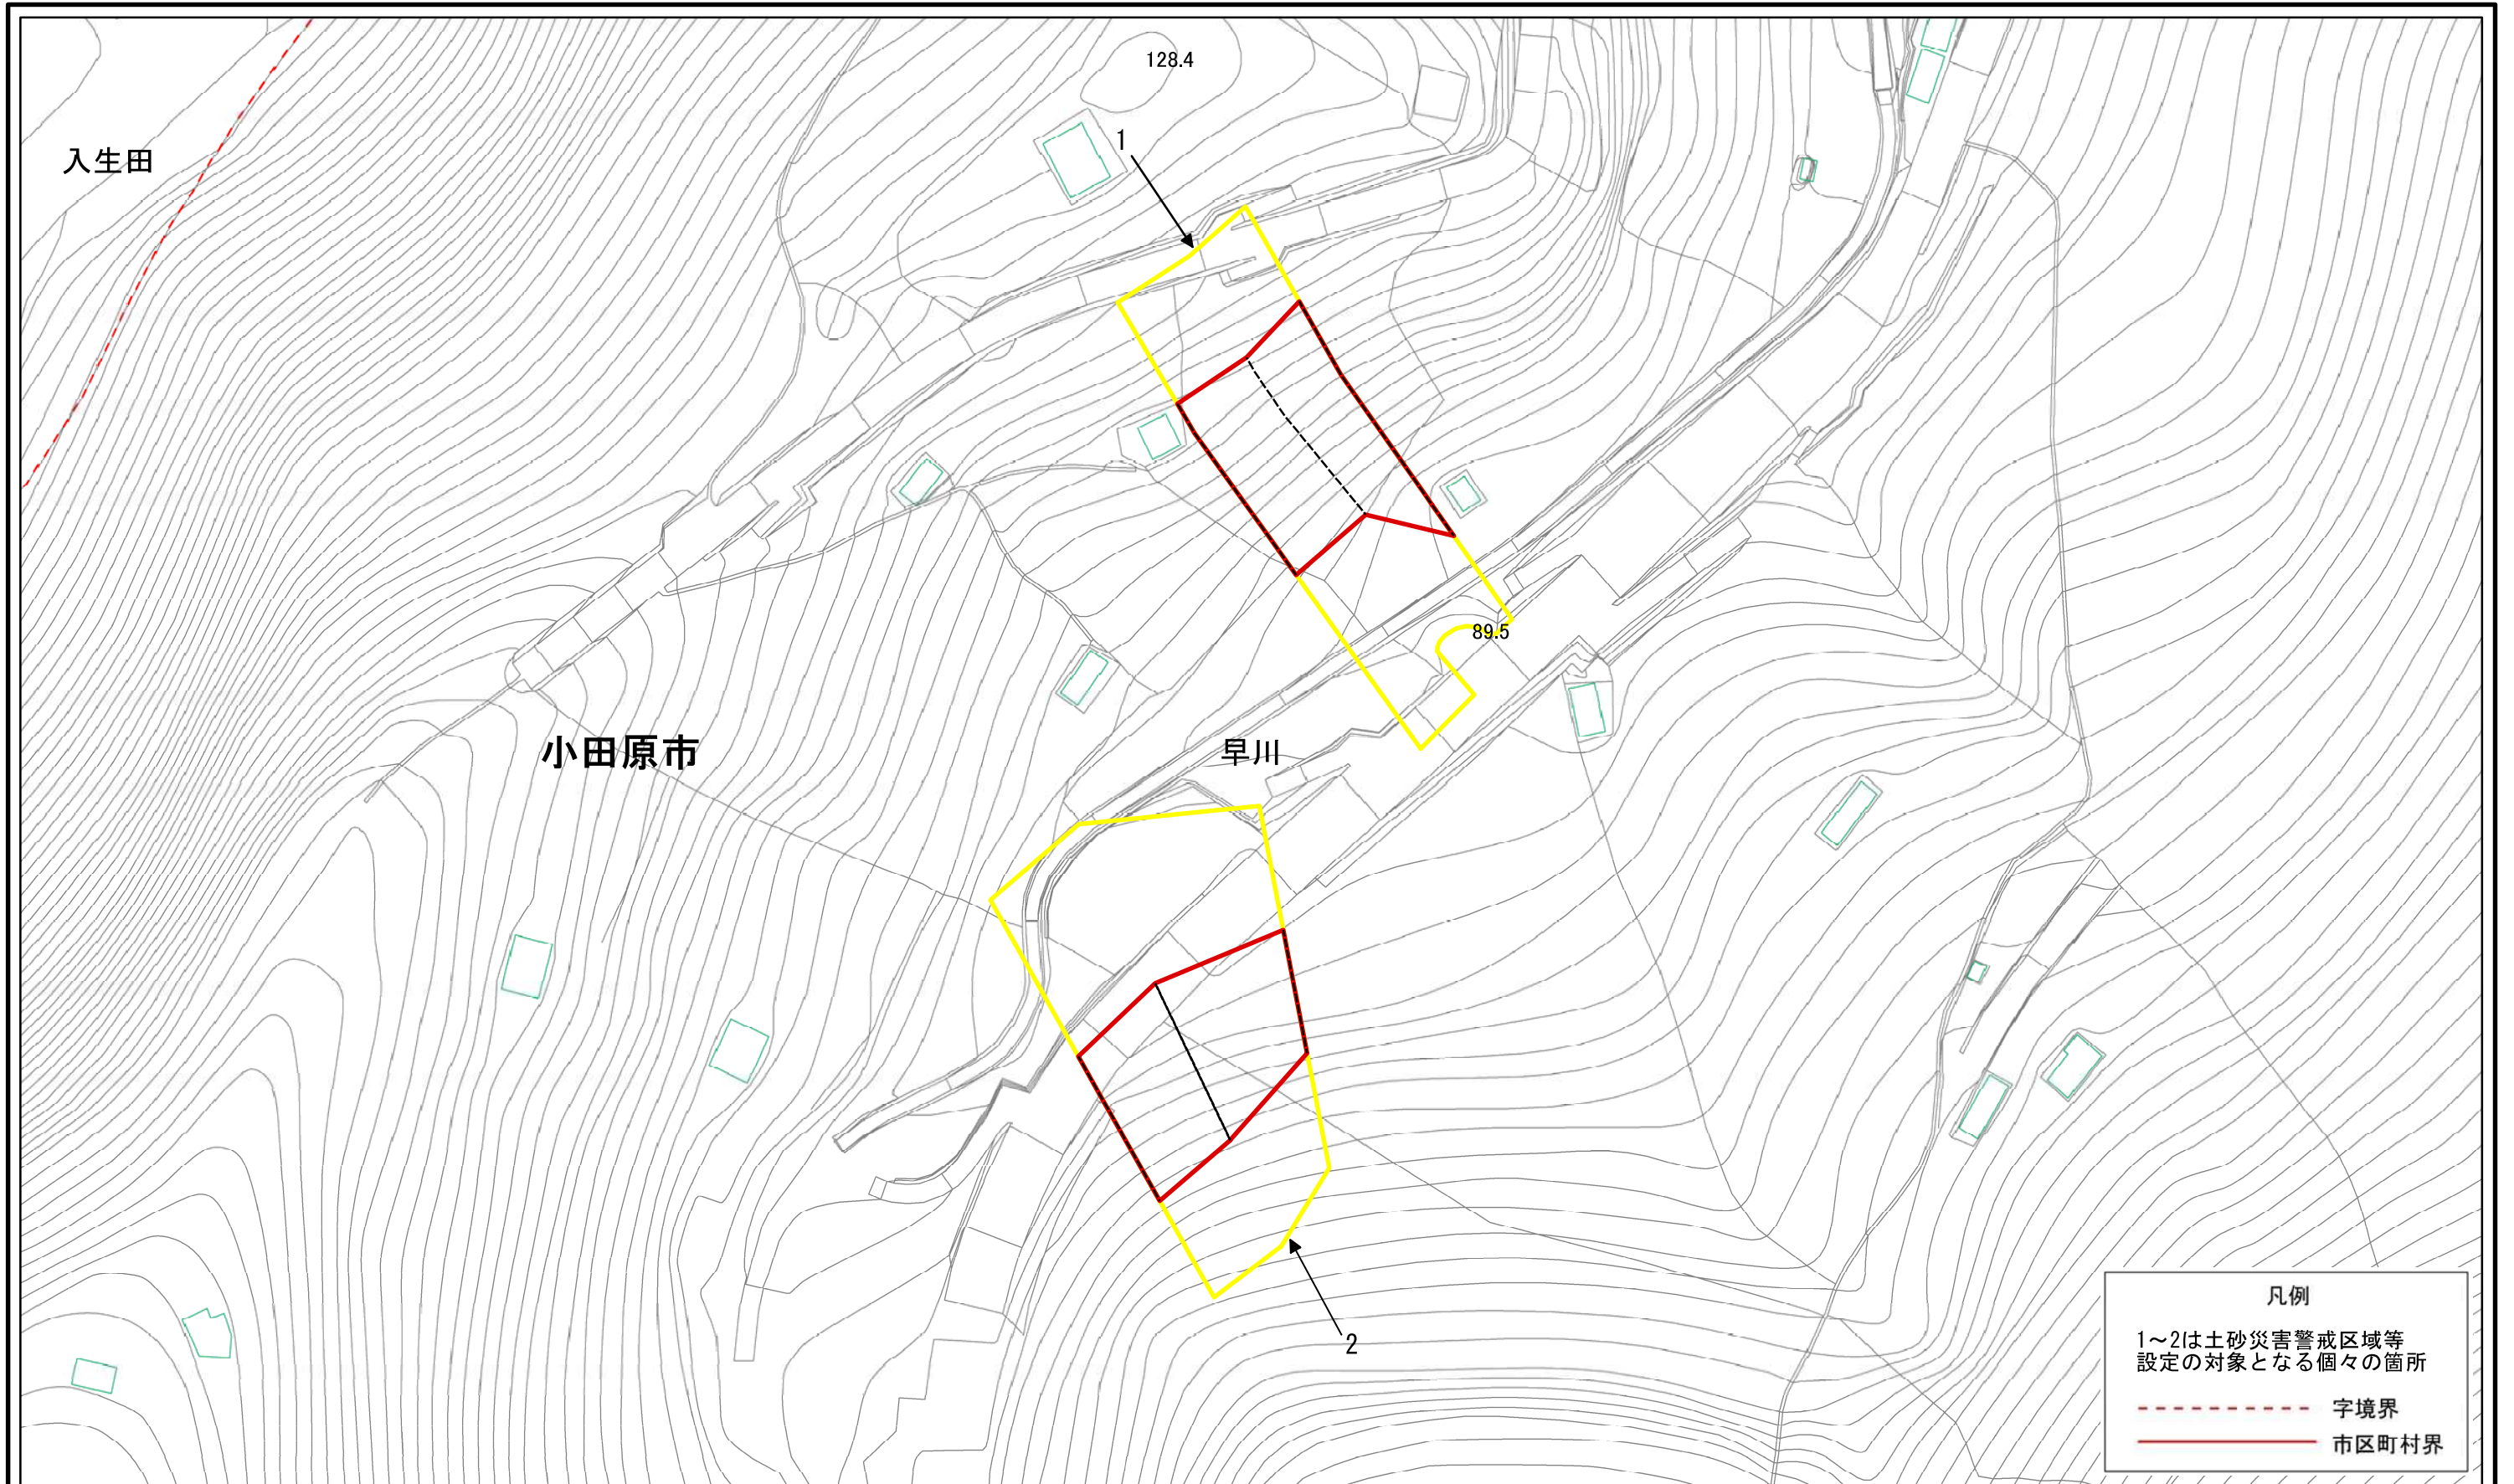 128.4
1
入生田
89.5
小田原市
早川
2
凡例
1～2は土砂災害警戒区域等
設定の対象となる個々の箇所
字境界
市区町村界